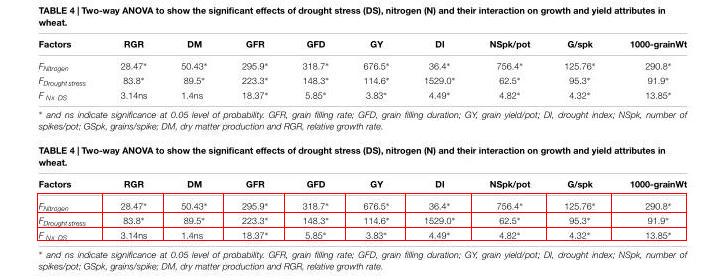 TABLE 4 | Two-way ANOVA to show the significant effects of drought stress (DS), nitrogen (N) and their interaction on growth and yield attributes in
wheat.
Factors RGR DM GFR GFD GY DI NSpk/pot G/spk 1000-grainWt
FNitrogen 28.47* 50.43* 295.9* 318.7* 676.5* 36.4* 756.4* 125.76* 290.8*
FDrought stress 83.8* 89.5* 223.3* 148.3* 114.6* 1529.0* 62.5* 95.3* 91.9*
F N× DS 3.14ns 1.4ns 18.37* 5.85* 3.83* 4.49* 4.82* 4.32* 13.85*
* and ns indicate significance at 0.05 level of probability. GFR, grain filling rate; GFD, grain filling duration; GY, grain yield/pot; DI, drought index; NSpk, number of
spikes/pot; GSpk, grains/spike; DM, dry matter production and RGR, relative growth rate.
TABLE 4 | Two-way ANOVA to show the significant effects of drought stress (DS), nitrogen (N) and their interaction on growth and yield attributes in
wheat.
Factors RGR DM GFR GFD GY DI NSpk/pot G/spk 1000-grainWt
FNitrogen 28.47* 50.43* 295.9* 318.7* 676.5* 36.4* 756.4* 125.76* 290.8*
FDrought stress 83.8* 89.5* 223.3* 148.3* 114.6* 1529.0* 62.5* 95.3* 91.9*
F N× DS 3.14ns 1.4ns 18.37* 5.85* 3.83* 4.49* 4.82* 4.32* 13.85*
* and ns indicate significance at 0.05 level of probability. GFR, grain filling rate; GFD, grain filling duration; GY, grain yield/pot; DI, drought index; NSpk, number of
spikes/pot; GSpk, grains/spike; DM, dry matter production and RGR, relative growth rate.